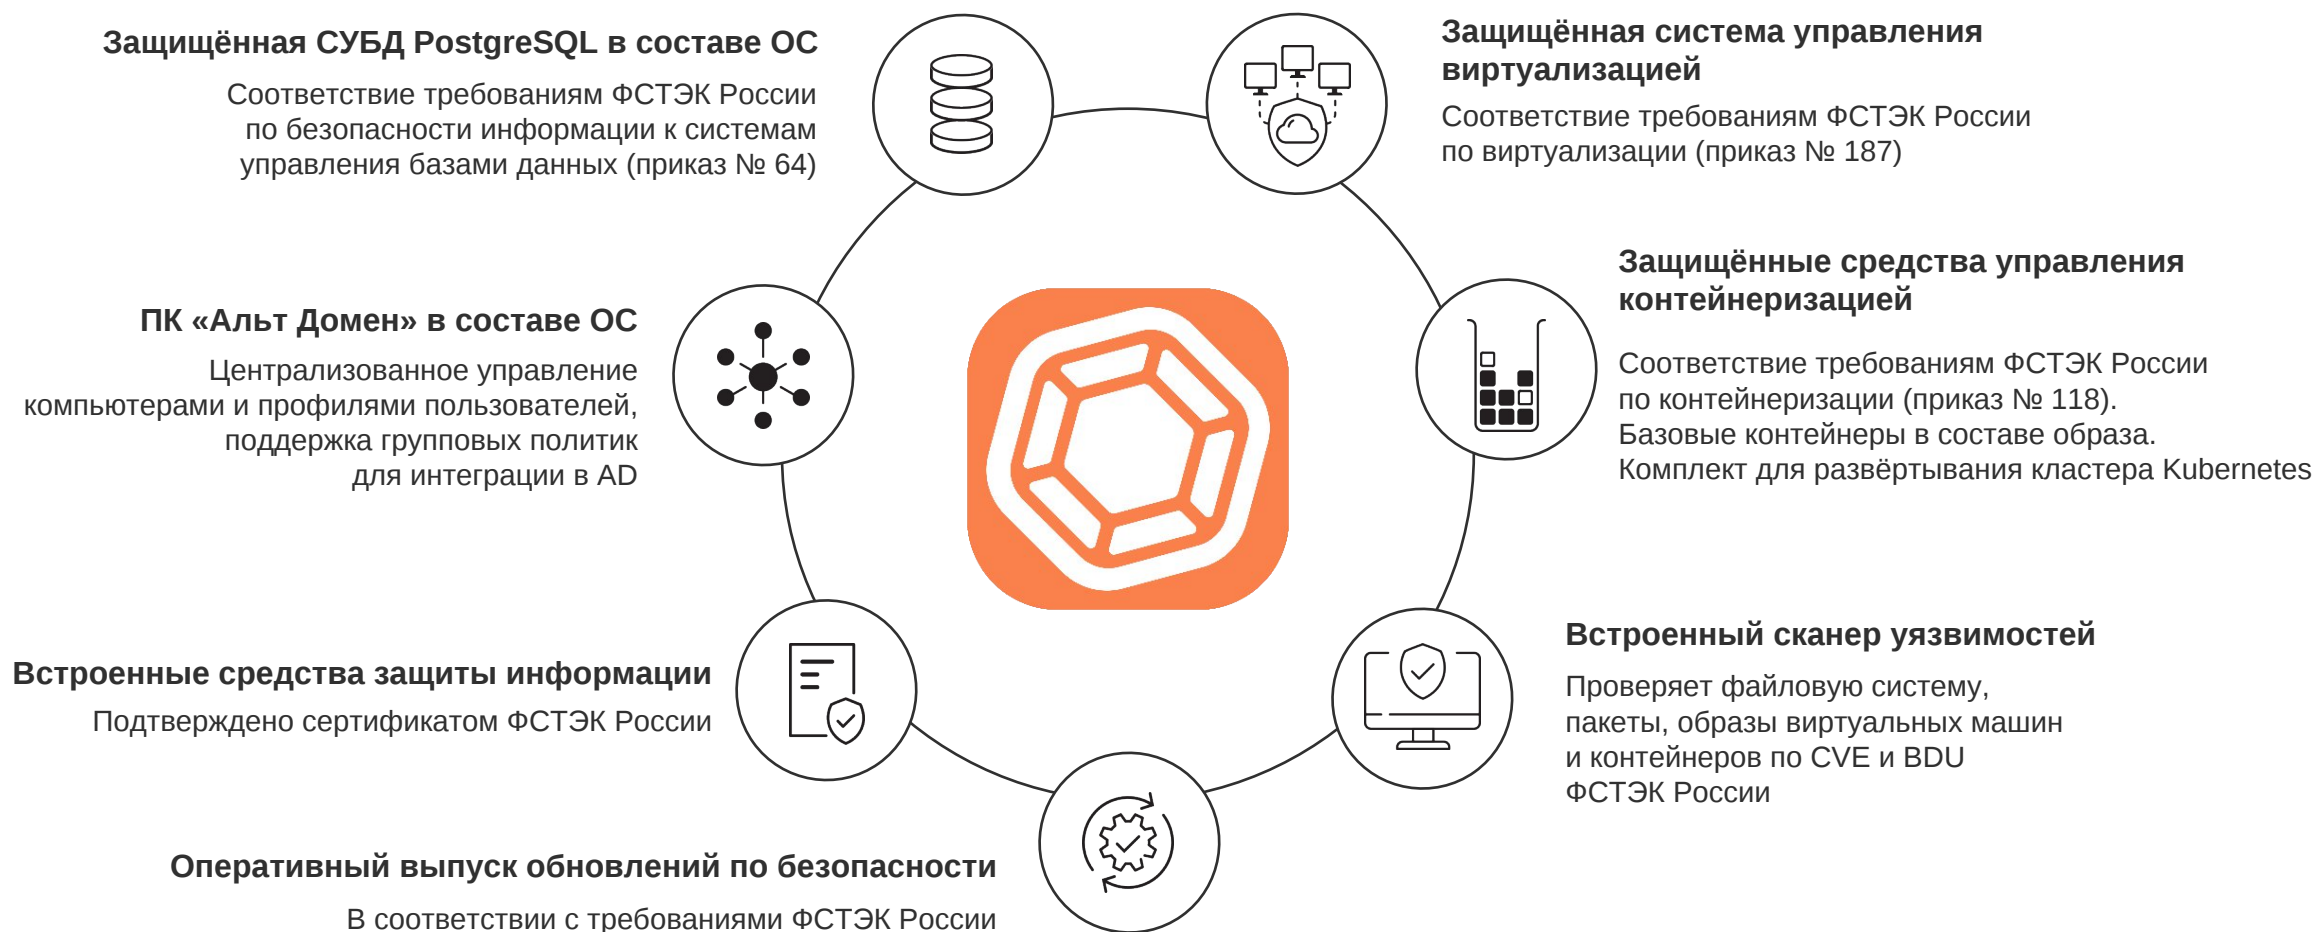 Защищённая СУБД PostgreSQL в составе ОС
Соответствие требованиям ФСТЭК России
по безопасности информации к системам
управления базами данных (приказ № 64)
Защищённая система управления
виртуализацией
Соответствие требованиям ФСТЭК России
по виртуализации (приказ № 187)
ПК «Альт Домен» в составе ОС
Централизованное управление
компьютерами и профилями пользователей,
поддержка групповых политик
для интеграции в AD
Защищённые средства управления
контейнеризацией
Соответствие требованиям ФСТЭК России
по контейнеризации (приказ № 118).
Базовые контейнеры в составе образа.
Комплект для развёртывания кластера Kubernetes
Встроенные средства защиты информации
Подтверждено сертификатом ФСТЭК России
Встроенный сканер уязвимостей
Проверяет файловую систему,
пакеты, образы виртуальных машин
и контейнеров по CVE и BDU
ФСТЭК России
Оперативный выпуск обновлений по безопасности
В соответствии с требованиями ФСТЭК России